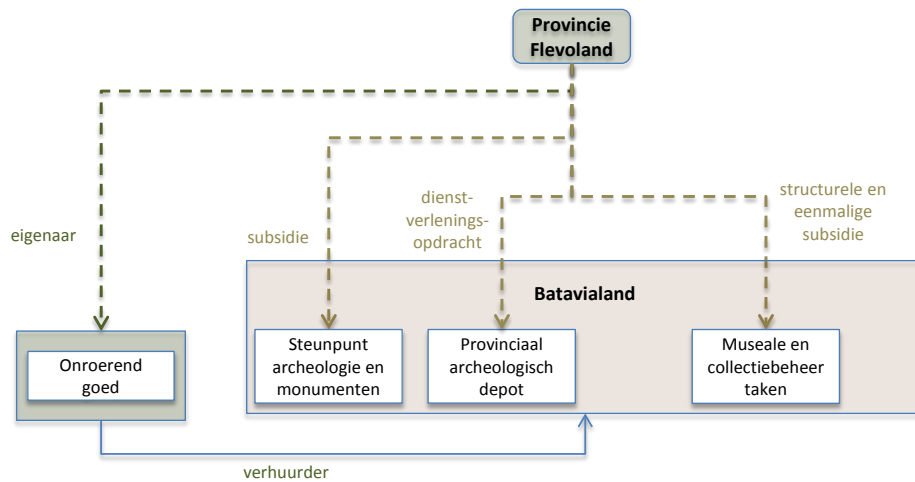 Provincie
Flevoland
dienst-
verlenings-
opdracht
structurele en
eenmalige
subsidie
eigenaar
subsidie
Batavialand
Onroerend
goed
Steunpunt
archeologie en
monumenten
Provinciaal
archeologisch
depot
Museale en
collectiebeheer
taken
verhuurder